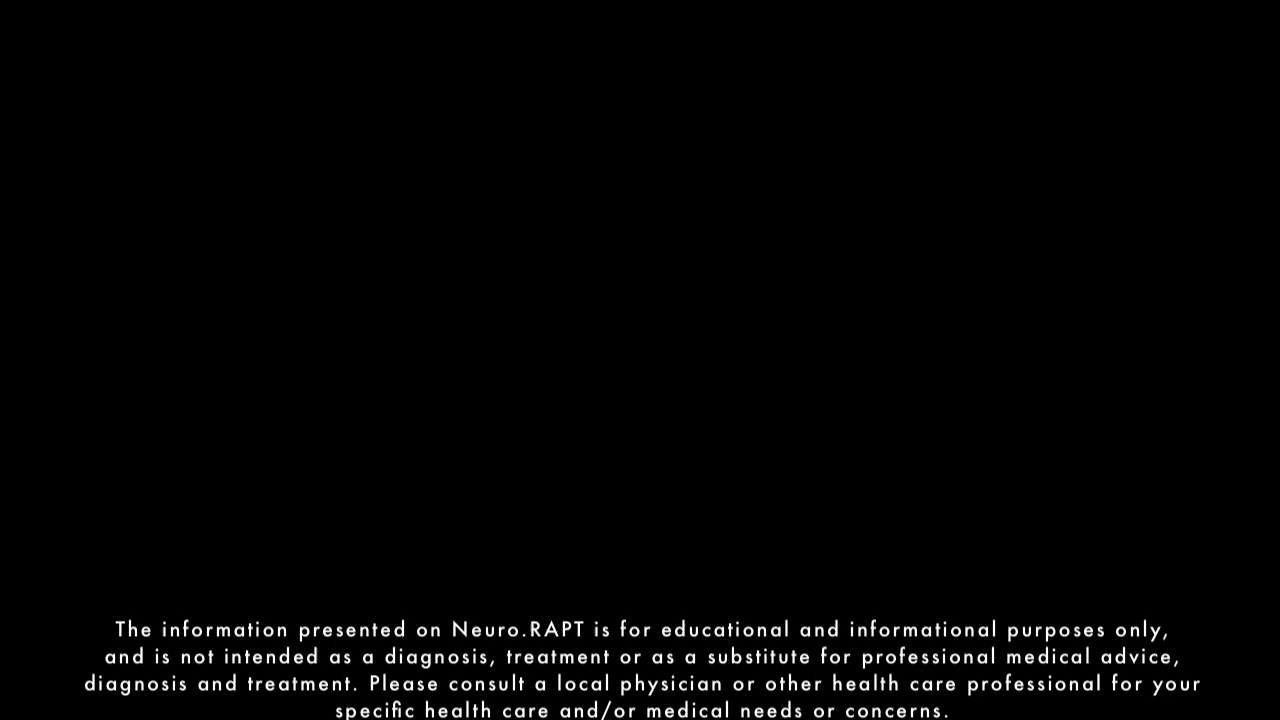 The information presented on Neuro.RAPT is for educational and informational purposes only,
and is not intended as a diagnosis, treatment or as a substitute for professional medical advice,
diagnosis and treatment. Please consult a local physician or other health care professional for your
specific health care and/or medical needs or concerns.